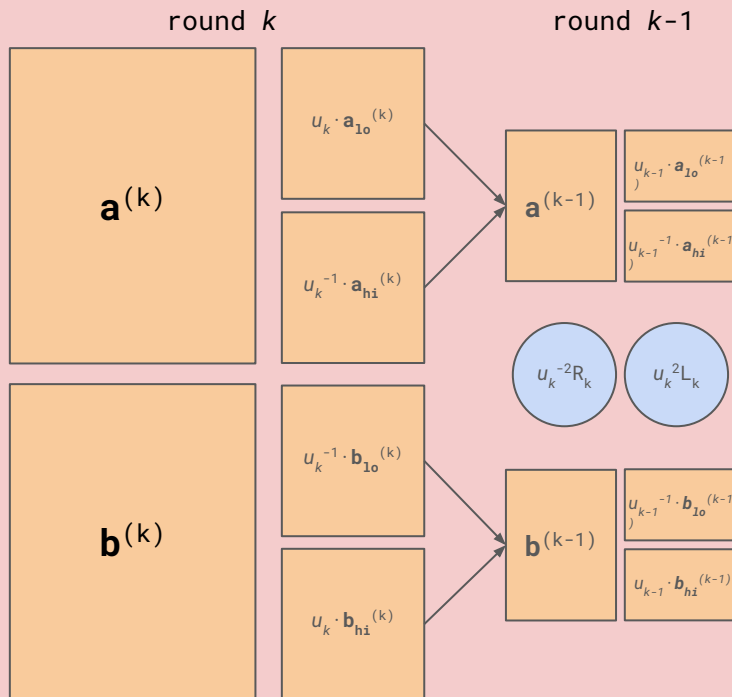 round k
round k-1
a^(k)
u_k · a_lo^(k)
u_k^-1 · a_hi^(k)
a^(k-1)
u_k-1 · a_lo^(k-1
)
u_k-1^-1 · a_hi^(k-1
)
u_k^-2 R_k
u_k^2 L_k
b^(k)
u_k^-1 · b_lo^(k)
u_k · b_hi^(k)
b^(k-1)
u_k-1^-1 · b_lo^(k-1
)
u_k-1 · b_hi^(k-1)